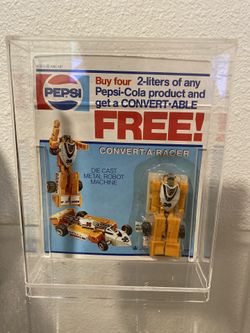 PEPSI
Buy four 2-liters of any
Pepsi-Cola product and
get a CONVERT•ABLE
FREE!
CONVERT-A-RACER
DIE CAST
METAL ROBOT
MACHINE